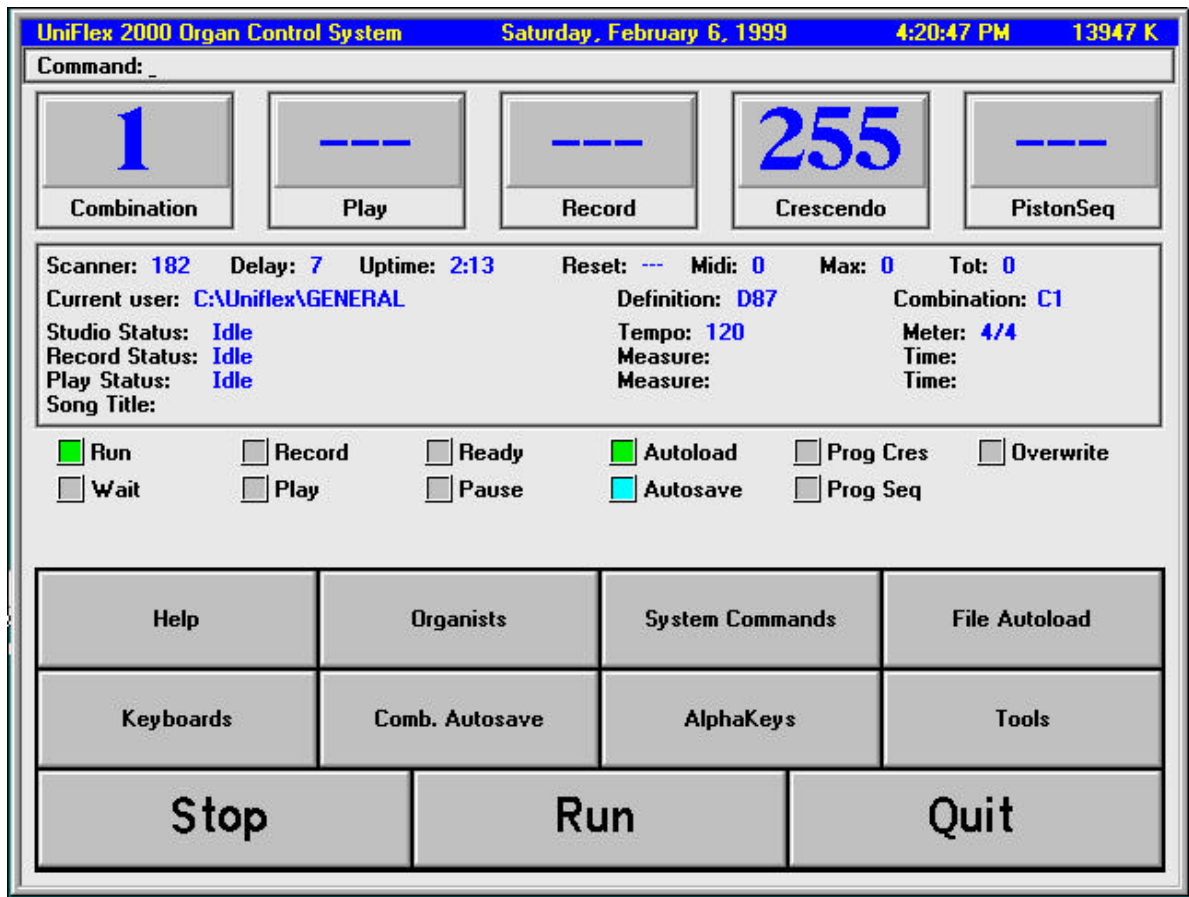 UniFlex 2000 Organ Control System Saturday, February 6, 1999 4:20:47 PM 13947 K
Command: _
1 --- --- 255 ---
Combination Play Record Crescendo PistonSeq
Scanner: 182 Delay: 7 Uptime: 2:13 Reset: --- Midi: 0 Max: 0 Tot: 0
Current user: C:\Uniflex\GENERAL Definition: D87 Combination: C1
Studio Status: Idle Tempo: 120 Meter: 4/4
Record Status: Idle Measure: Time:
Play Status: Idle Measure: Time:
Song Title:
Run Record Ready Autoload Prog Cres Overwrite
Wait Play Pause Autosave Prog Seq
Help Organists System Commands File Autoload
Keyboards Comb. Autosave AlphaKeys Tools
Stop Run Quit